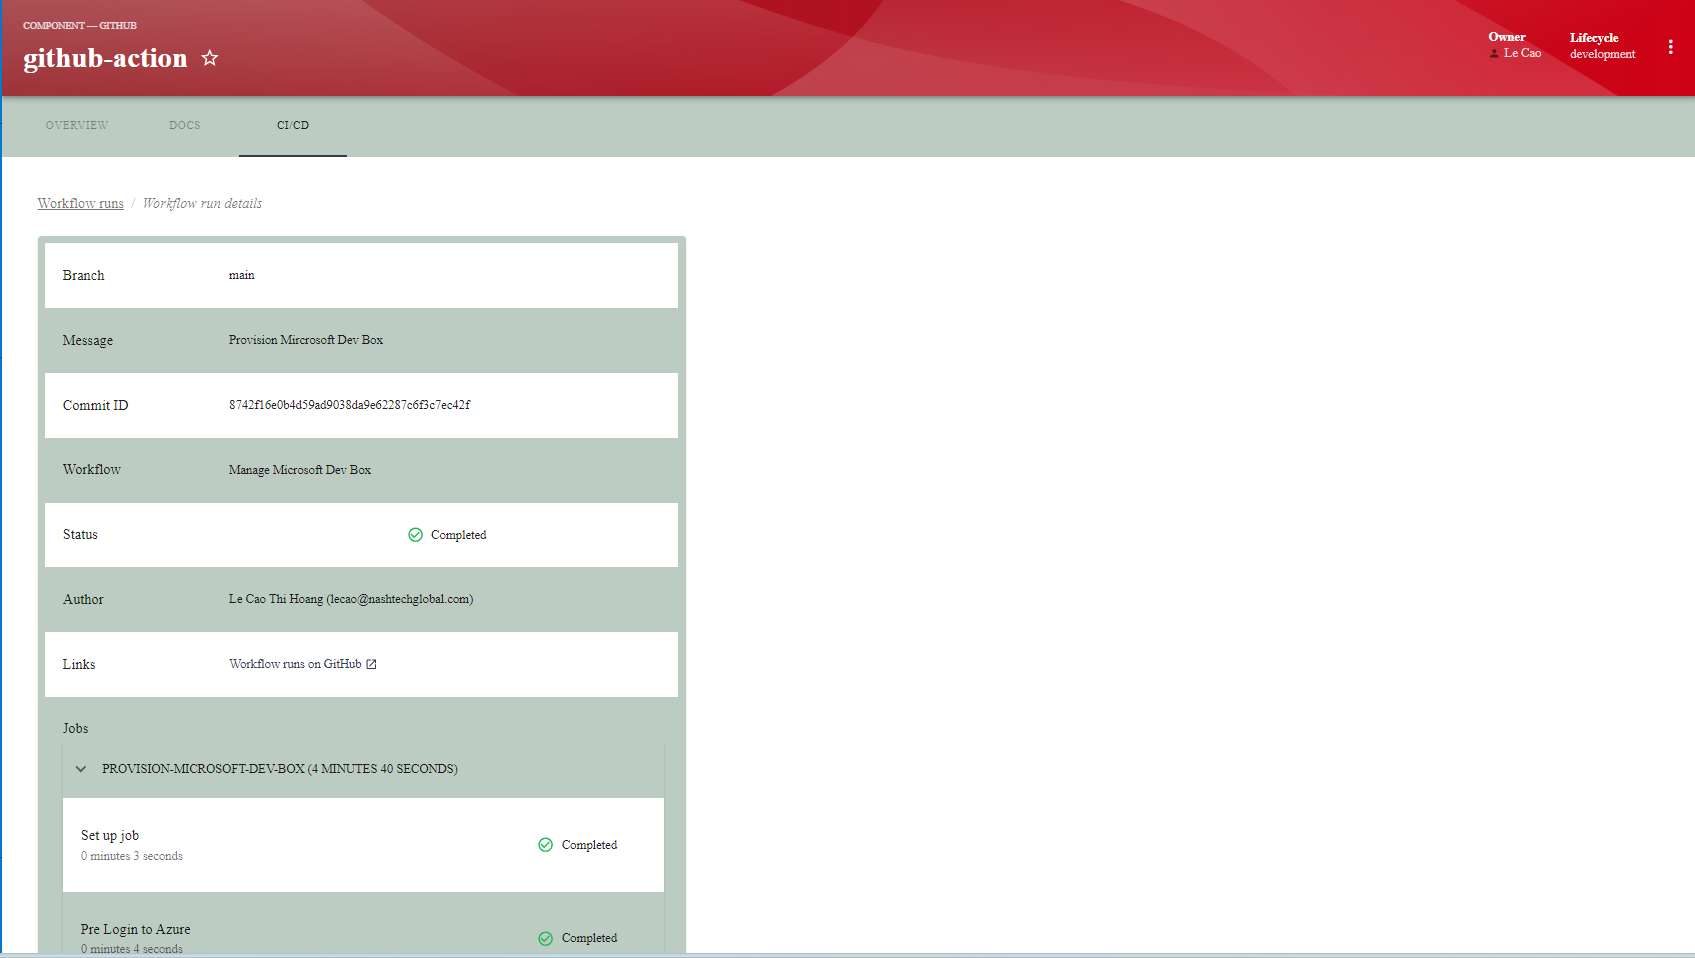 COMPONENT — GITHUB
github-action
Owner
Le Cao
Lifecycle
development
OVERVIEW
DOCS
CI/CD
Workflow runs / Workflow run details
Branch main
Message Provision Mircrosoft Dev Box
Commit ID 8742f16e0b4d59ad9038da9e62287c6f3c7ec42f
Workflow Manage Microsoft Dev Box
Status Completed
Author Le Cao Thi Hoang (lecao@nashtechglobal.com)
Links Workflow runs on GitHub
Jobs
PROVISION-MICROSOFT-DEV-BOX (4 MINUTES 40 SECONDS)
Set up job
0 minutes 3 seconds
Completed
Pre Login to Azure
0 minutes 4 seconds
Completed